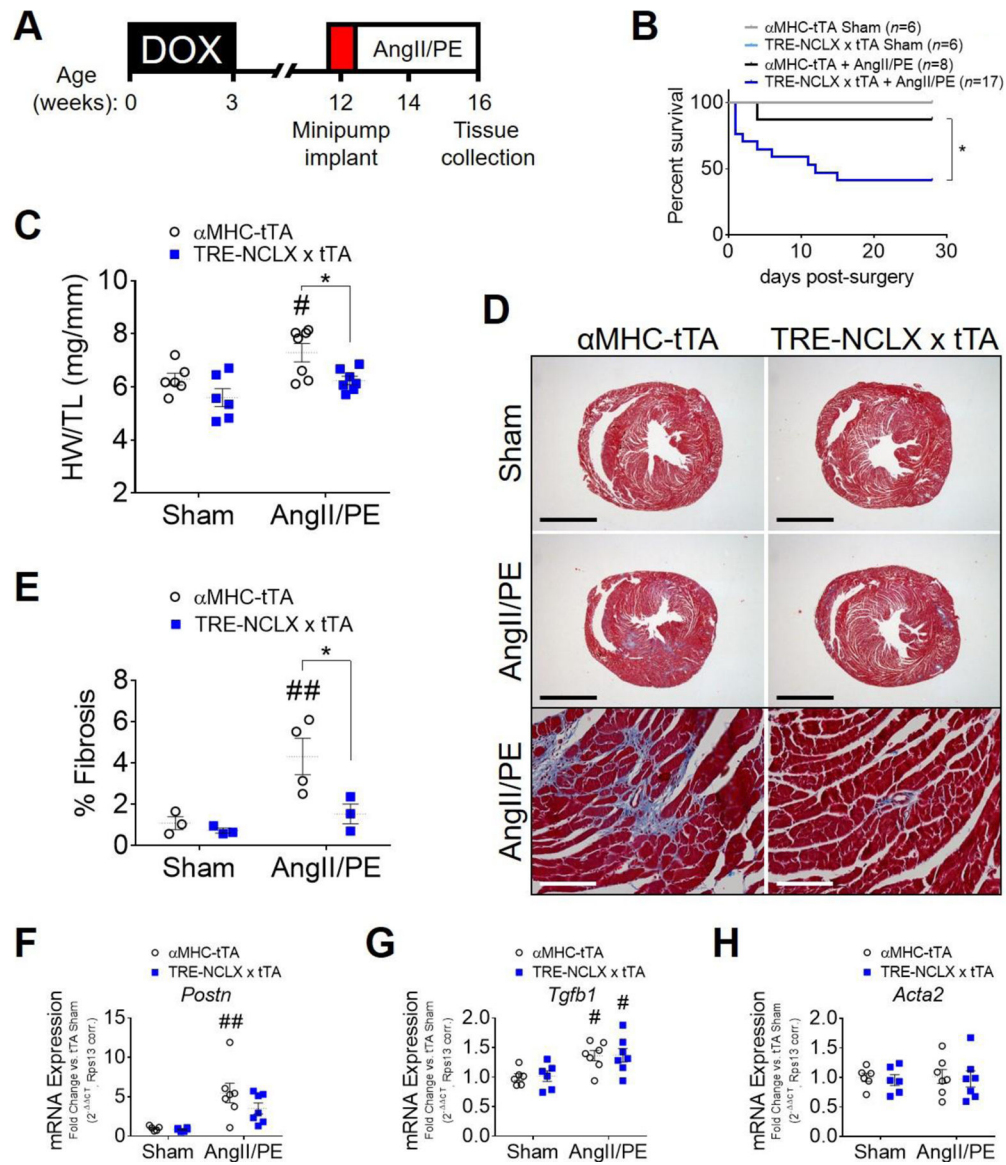 A
DOX
AngII/PE
Age
(weeks):
0
3
12
14
16
Minipump
implant
Tissue
collection
B
αMHC-tTA Sham (n=6)
TRE-NCLX x tTA Sham (n=6)
αMHC-tTA + AngII/PE (n=8)
TRE-NCLX x tTA + AngII/PE (n=17)
Percent survival
100
50
0
*
0
10
20
30
days post-surgery
C
αMHC-tTA
TRE-NCLX x tTA
HW/TL (mg/mm)
10
8
6
4
2
#
*
Sham
AngII/PE
D
αMHC-tTA
TRE-NCLX x tTA
Sham
AngII/PE
AngII/PE
E
αMHC-tTA
TRE-NCLX x tTA
% Fibrosis
8
6
4
2
0
##
*
Sham
AngII/PE
F
αMHC-tTA
TRE-NCLX x tTA
Postn
mRNA Expression
Fold Change vs. tTA Sham
(2^-ΔΔCT, Rps13 corr.)
15
10
5
0
##
Sham
AngII/PE
G
αMHC-tTA
TRE-NCLX x tTA
Tgfb1
mRNA Expression
Fold Change vs. tTA Sham
(2^-ΔΔCT, Rps13 corr.)
2.0
1.5
1.0
0.5
0.0
#
#
Sham
AngII/PE
H
αMHC-tTA
TRE-NCLX x tTA
Acta2
mRNA Expression
Fold Change vs. tTA Sham
(2^-ΔΔCT, Rps13 corr.)
2.0
1.5
1.0
0.5
0.0
Sham
AngII/PE